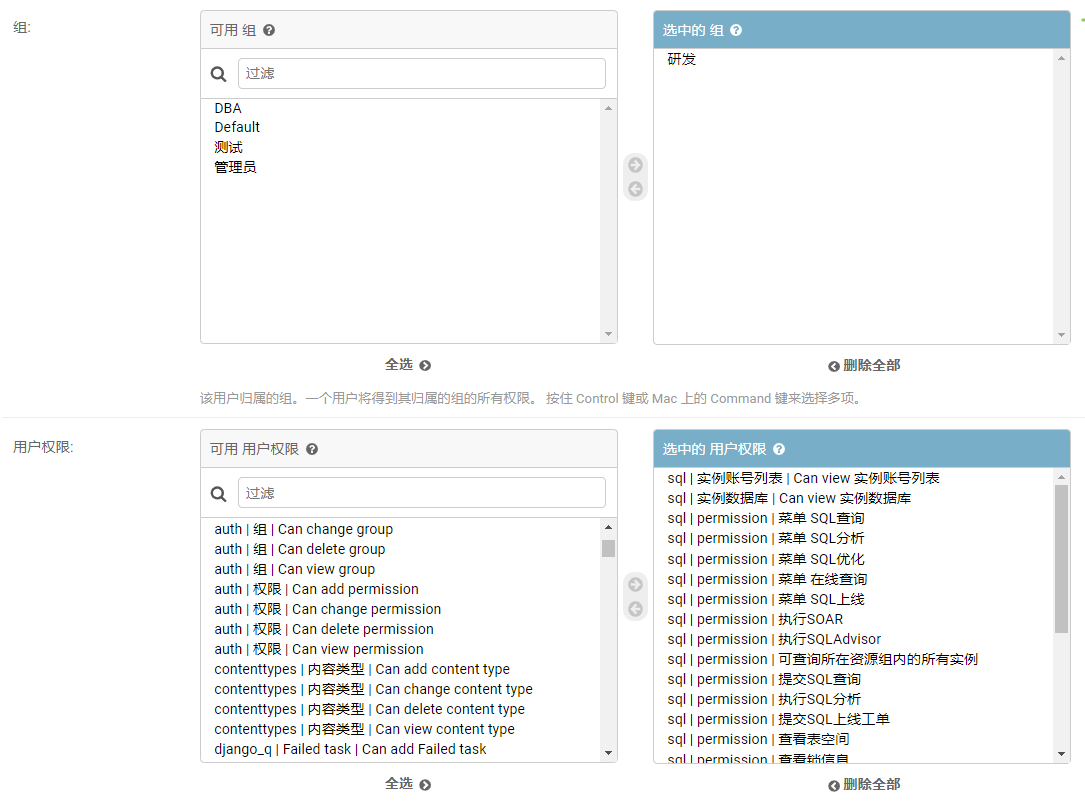 组:
可用 组
过滤
DBA
Default
测试
管理员
全选
选中的 组
研发
删除全部
该用户归属的组。一个用户将得到其归属的组的所有权限。 按住 Control 键或 Mac 上的 Command 键来选择多项。
用户权限:
可用 用户权限
过滤
auth | 组 | Can change group
auth | 组 | Can delete group
auth | 组 | Can view group
auth | 权限 | Can add permission
auth | 权限 | Can change permission
auth | 权限 | Can delete permission
auth | 权限 | Can view permission
contenttypes | 内容类型 | Can add content type
contenttypes | 内容类型 | Can change content type
contenttypes | 内容类型 | Can delete content type
contenttypes | 内容类型 | Can view content type
django_q | Failed task | Can add Failed task
全选
选中的 用户权限
sql | 实例账号列表 | Can view 实例账号列表
sql | 实例数据库 | Can view 实例数据库
sql | permission | 菜单 SQL查询
sql | permission | 菜单 SQL分析
sql | permission | 菜单 SQL优化
sql | permission | 菜单 在线查询
sql | permission | 菜单 SQL上线
sql | permission | 执行SOAR
sql | permission | 执行SQLAdvisor
sql | permission | 可查询所在资源组内的所有实例
sql | permission | 提交SQL查询
sql | permission | 执行SQL分析
sql | permission | 提交SQL上线工单
sql | permission | 查看表空间
sql | permission | 查看锁信息
删除全部